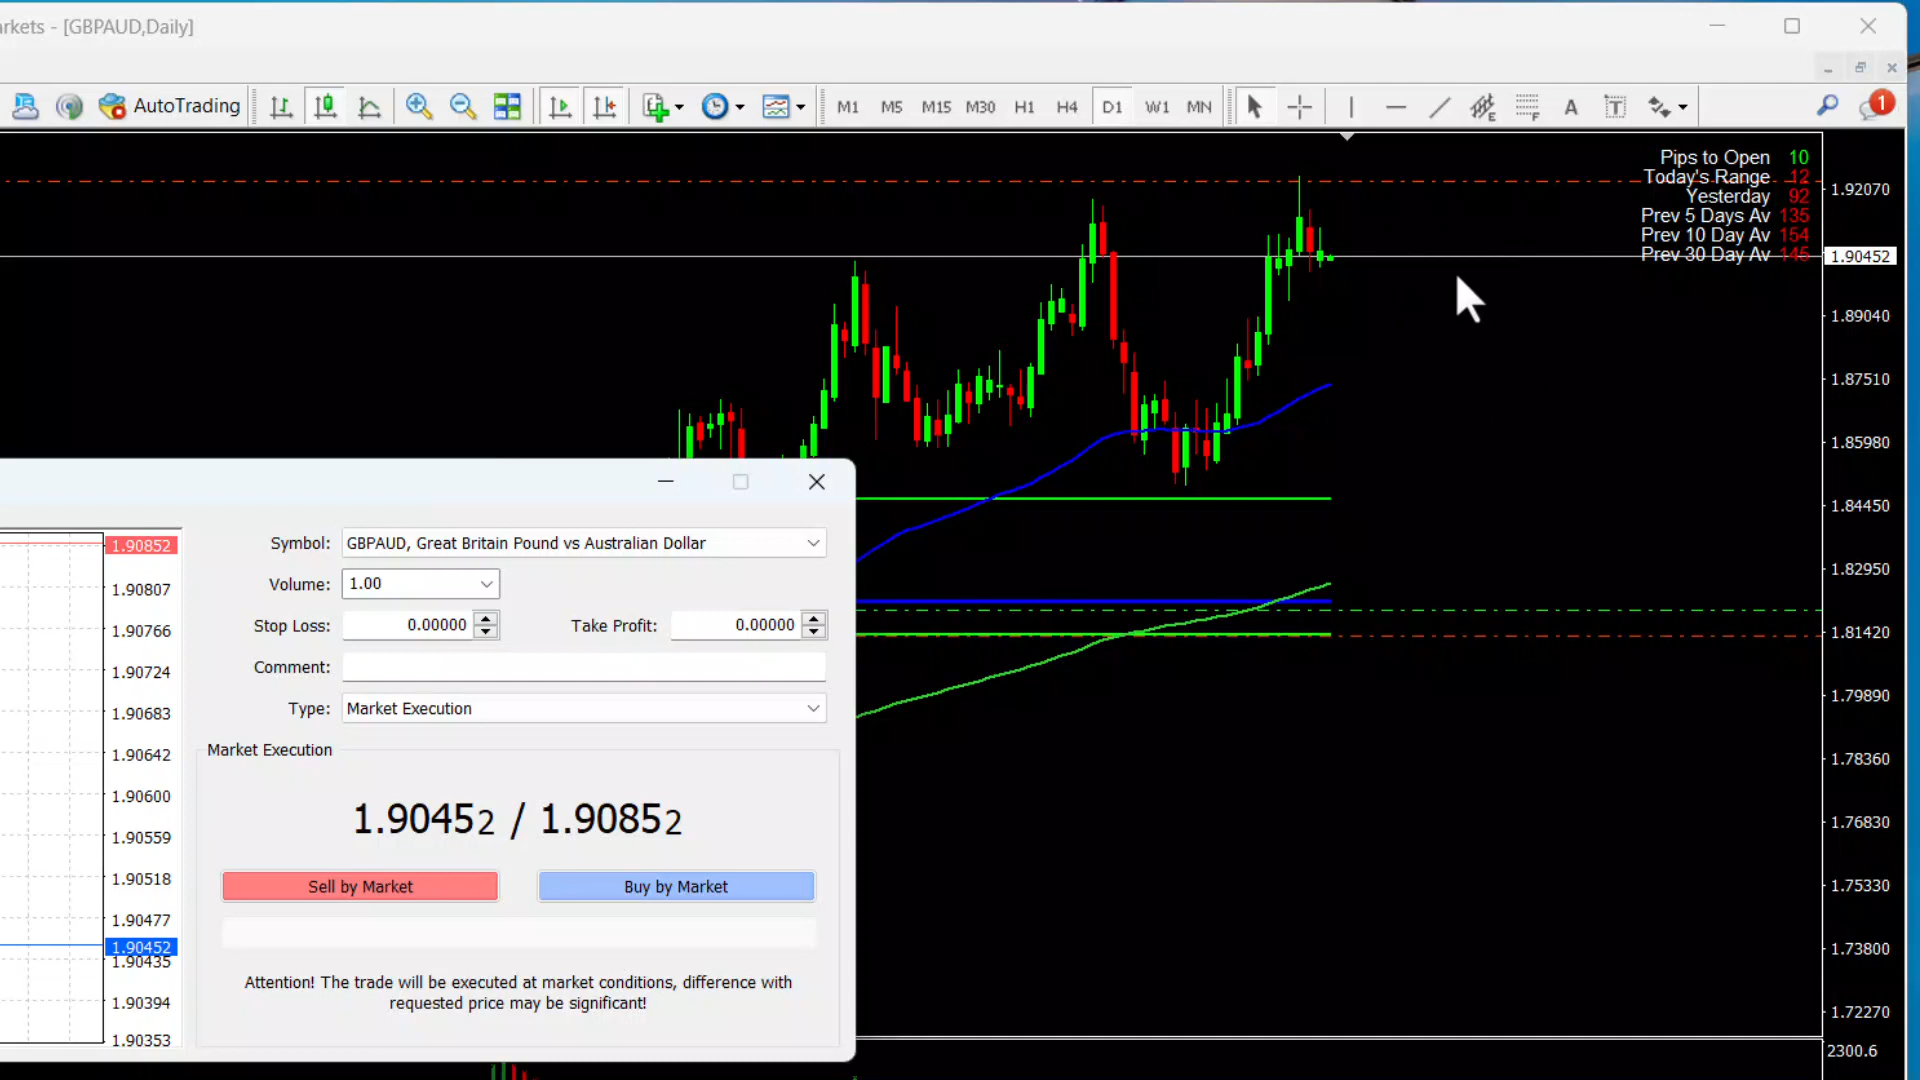 rkets - [GBPAUD,Daily]
AutoTrading M1 M5 M15 M30 H1 H4 D1 W1 MN E F A T 1
Pips to Open 10
Today's Range 12
Yesterday 92
Prev 5 Days Av 135
Prev 10 Day Av 154
Prev 30 Day Av 145
1.92070
1.90452
1.89040
1.87510
1.85980
1.84450
1.82950
1.81420
1.79890
1.78360
1.76830
1.75330
1.73800
1.72270
2300.6
1.90852
1.90807
1.90766
1.90724
1.90683
1.90642
1.90600
1.90559
1.90518
1.90477
1.90452
1.90435
1.90394
1.90353
Symbol: GBPAUD, Great Britain Pound vs Australian Dollar
Volume: 1.00
Stop Loss: 0.00000 Take Profit: 0.00000
Comment:
Type: Market Execution
Market Execution
1.90452 / 1.90852
Sell by Market Buy by Market
Attention! The trade will be executed at market conditions, difference with
requested price may be significant!